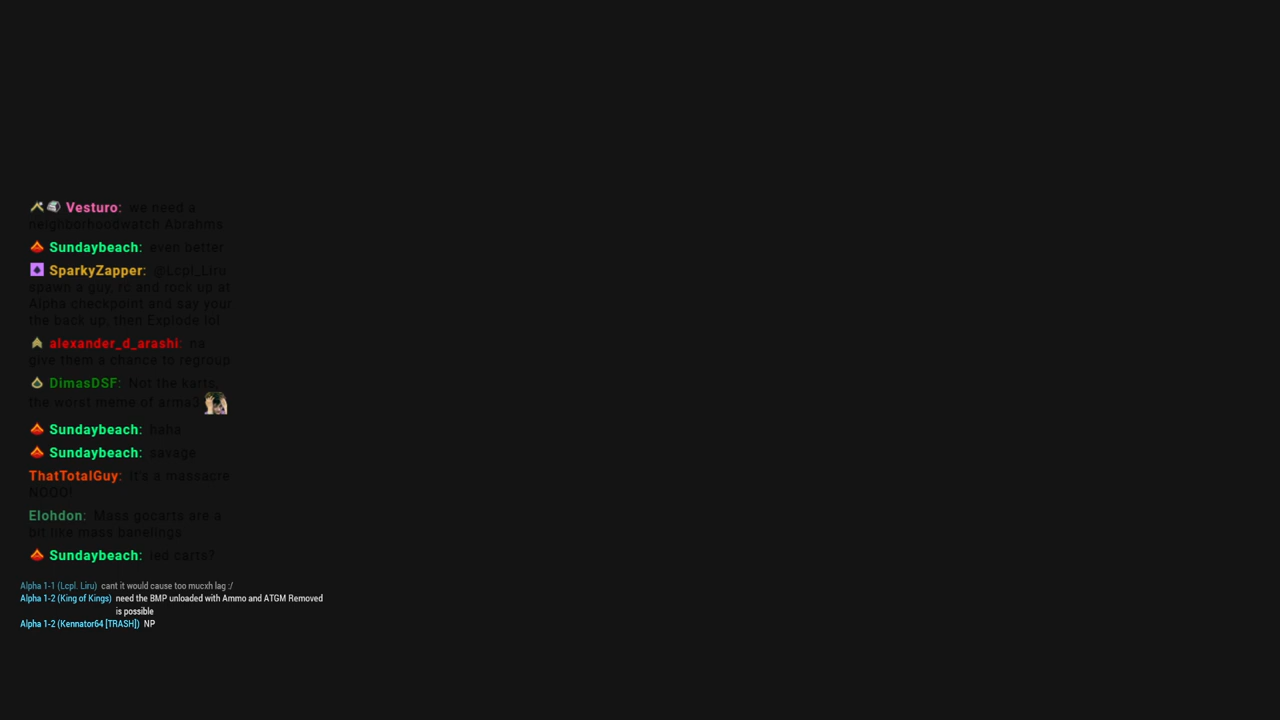 Vesturo: we need a
neighborhoodwatch Abrahms
Sundaybeach: even better
SparkyZapper: @Lcpl_Liru
spawn a guy, rc and rock up at
Alpha checkpoint and say your
the back up, then Explode lol
alexander_d_arashi: na
give them a chance to regroup
DimasDSF: Not the karts,
the worst meme of arma3
Sundaybeach: haha
Sundaybeach: savage
ThatTotalGuy: it's a massacre
NOOO!
Elohdon: Mass gocarts are a
bit like mass banelings
Sundaybeach: ied carts?
Alpha 1-1 (Lcpl. Liru) cant it would cause too mucxh lag :/
Alpha 1-2 (King of Kings) need the BMP unloaded with Ammo and ATGM Removed
is possible
Alpha 1-2 (Kennator64 [TRASH]) NP